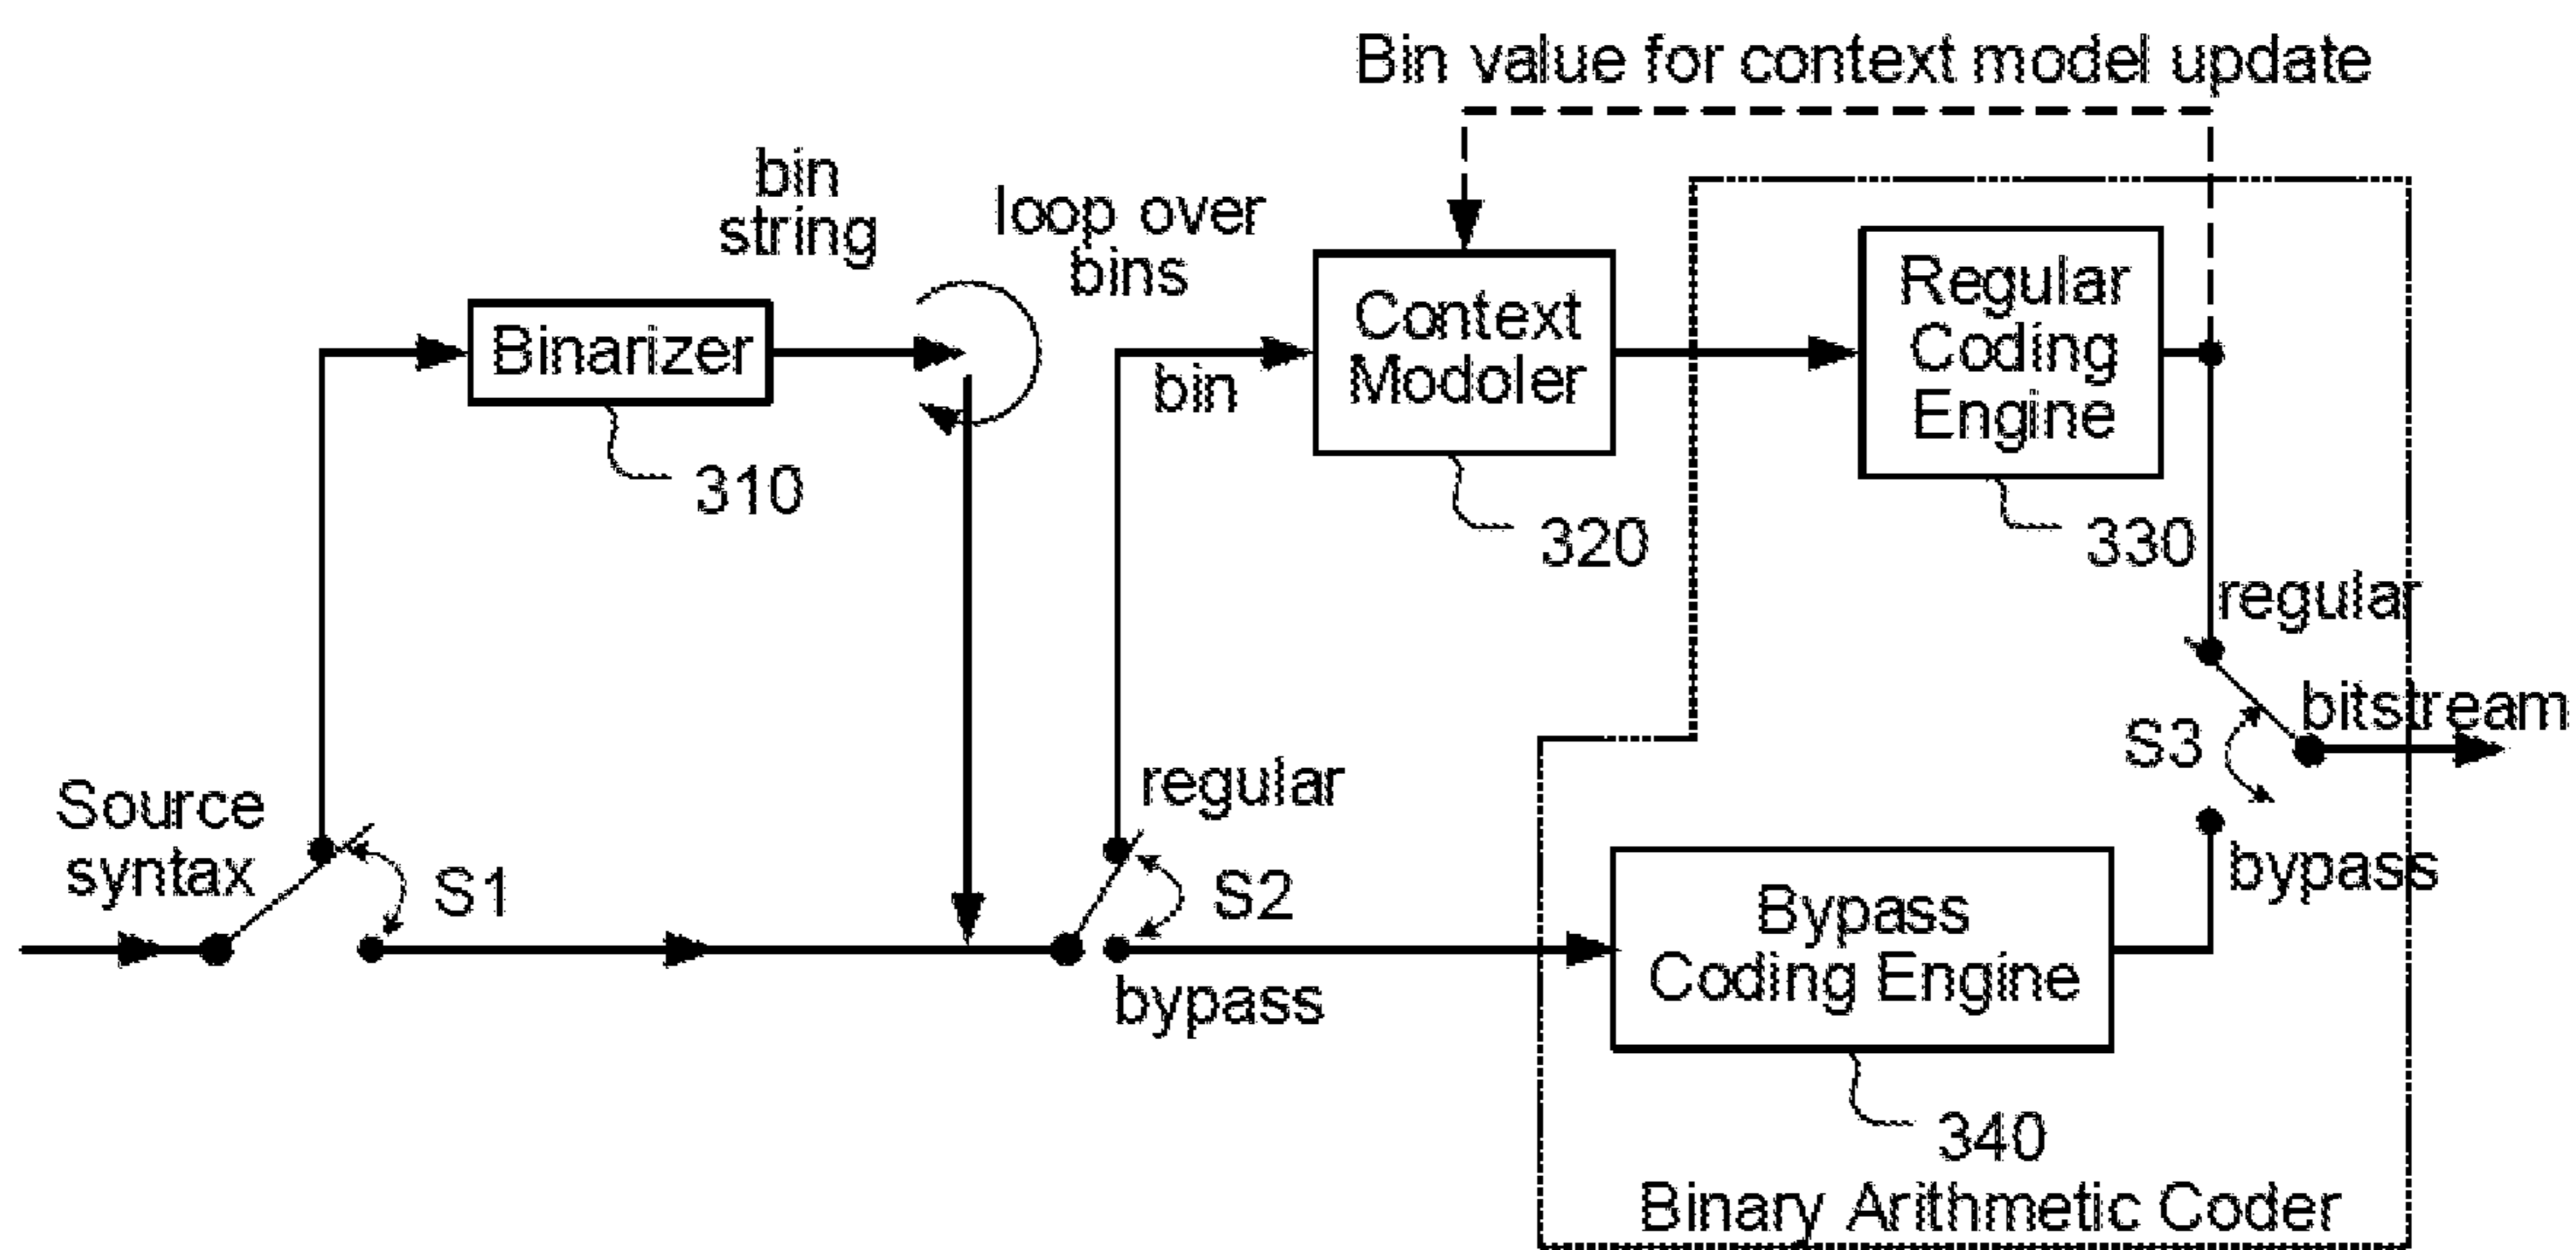 Bin value for context model update
bin
string
loop over
bins
Binarizer
310
bin
Context
Modoler
320
Regular
Coding
Engine
330
regular
bitstream
S3
bypass
Source
syntax
S1
regular
S2
bypass
Bypass
Coding Engine
340
Binary Arithmetic Coder